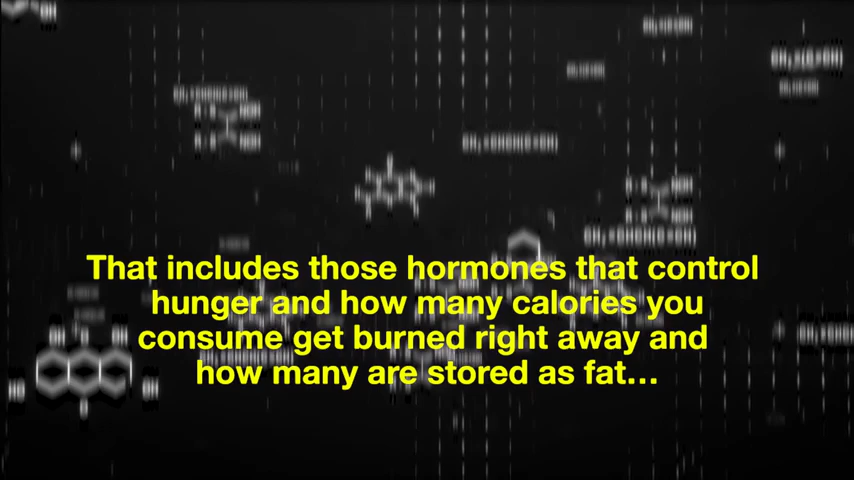 That includes those hormones that control
hunger and how many calories you
consume get burned right away and
how many are stored as fat...